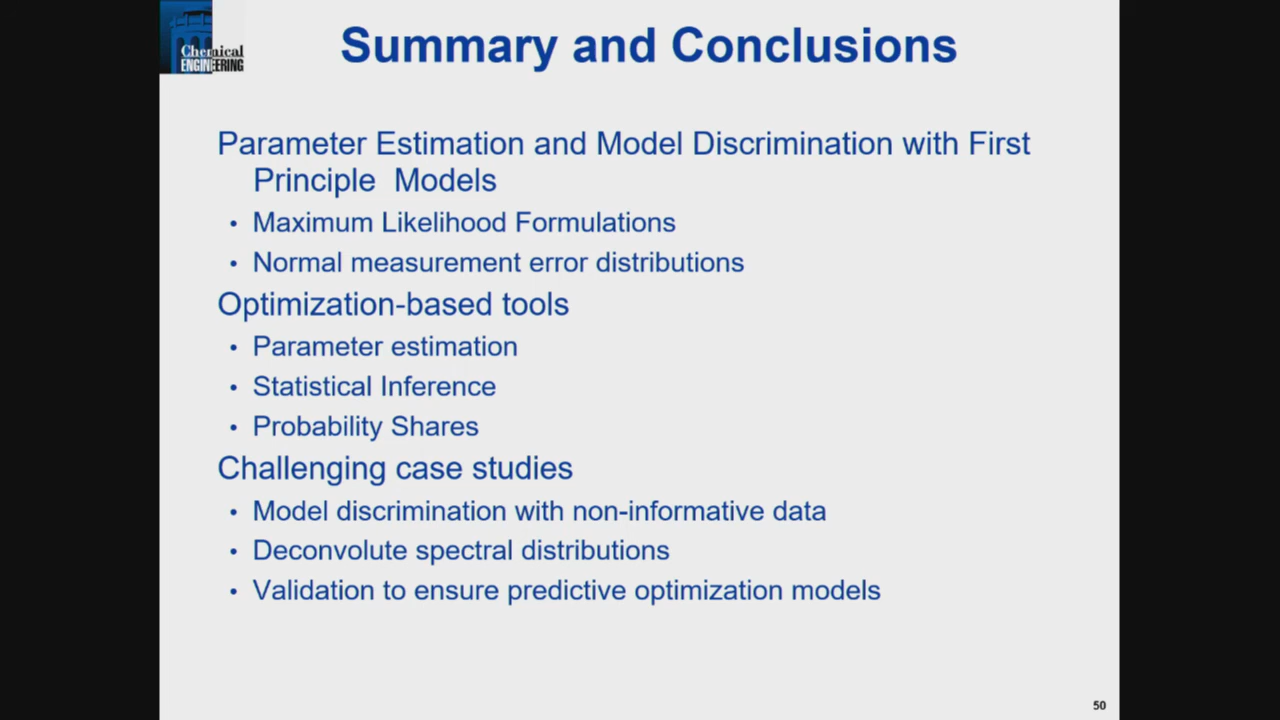 Chemical
ENGINEERING
Summary and Conclusions
Parameter Estimation and Model Discrimination with First
Principle Models
• Maximum Likelihood Formulations
• Normal measurement error distributions
Optimization-based tools
• Parameter estimation
• Statistical Inference
• Probability Shares
Challenging case studies
• Model discrimination with non-informative data
• Deconvolute spectral distributions
• Validation to ensure predictive optimization models
50